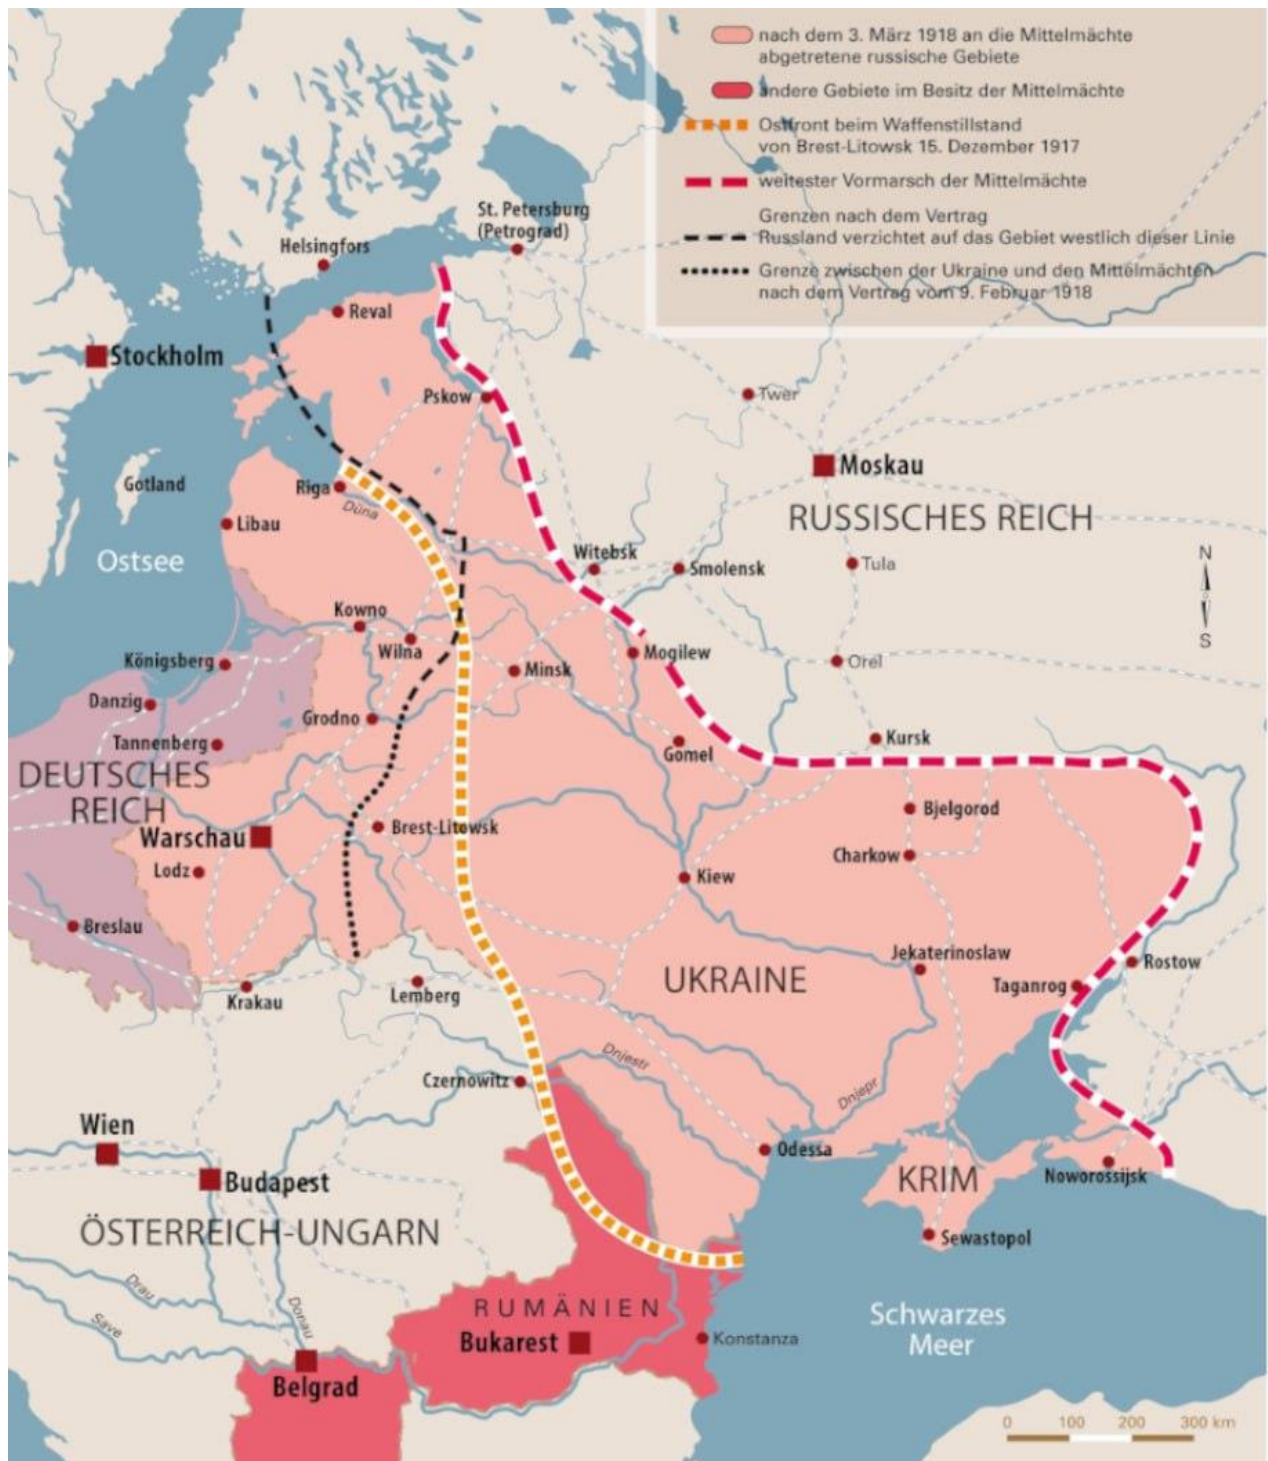 nach dem 3. März 1918 an die Mittelmächte
abgetretene russische Gebiete
andere Gebiete im Besitz der Mittelmächte
Ostfront beim Waffenstillstand
von Brest-Litowsk 15. Dezember 1917
weitester Vormarsch der Mittelmächte
Grenzen nach dem Vertrag
Russland verzichtet auf das Gebiet westlich dieser Linie
Grenze zwischen der Ukraine und den Mittelmächten
nach dem Vertrag vom 9. Februar 1918
St. Petersburg
(Petrograd)
Helsingfors
Reval
Stockholm
Twer
Pskow
Moskau
Gotland
Riga
Düna
RUSSISCHES REICH
Libau
Ostsee
Witebsk
Smolensk
Tula
N
S
Kowno
Wilna
Königsberg
Minsk
Mogilew
Orel
Danzig
Grodno
Tannenberg
Gomel
Kursk
DEUTSCHES
REICH
Warschau
Brest-Litowsk
Bjelgorod
Lodz
Charkow
Kiew
Breslau
Jekaterinoslaw
Rostow
UKRAINE
Taganrog
Krakau
Lemberg
Dnjestr
Czernowitz
Dnjepr
Wien
Odessa
Budapest
KRIM
Noworossijsk
ÖSTERREICH-UNGARN
Sewastopol
Drau
Save
Donau
RUMÄNIEN
Bukarest
Konstanza
Schwarzes
Meer
Belgrad
0 100 200 300 km